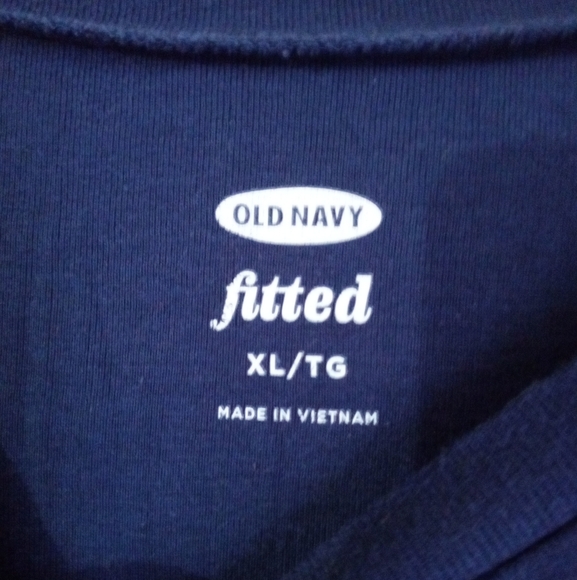 OLD NAVY
fitted
XL/TG
MADE IN VIETNAM